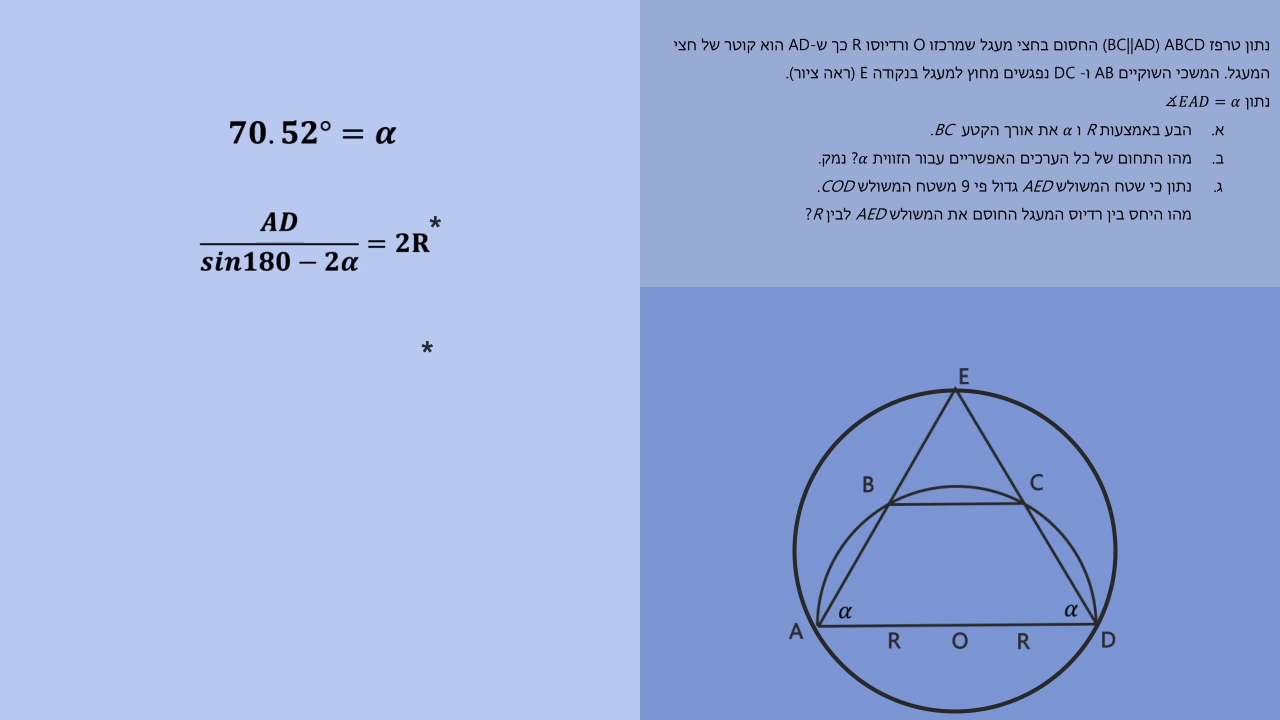 נתון טרפז ABCD (BC||AD) החסום בחצי מעגל שמרכזו O ורדיוסו R כך ש-AD הוא קוטר של חצי
המעגל. המשכי השוקיים AB ו- DC נפגשים מחוץ למעגל בנקודה E (ראה ציור).
נתון ∡EAD = α
א. הבע באמצעות R ו α את אורך הקטע BC.
ב. מהו התחום של כל הערכים האפשריים עבור הזווית α? נמק.
ג. נתון כי שטח המשולש AED גדול פי 9 משטח המשולש COD.
מהו היחס בין רדיוס המעגל החוסם את המשולש AED לבין R?
70.52° = α
AD
sin180 − 2α
= 2R*
*
E
B
C
α
α
A
R
O
R
D